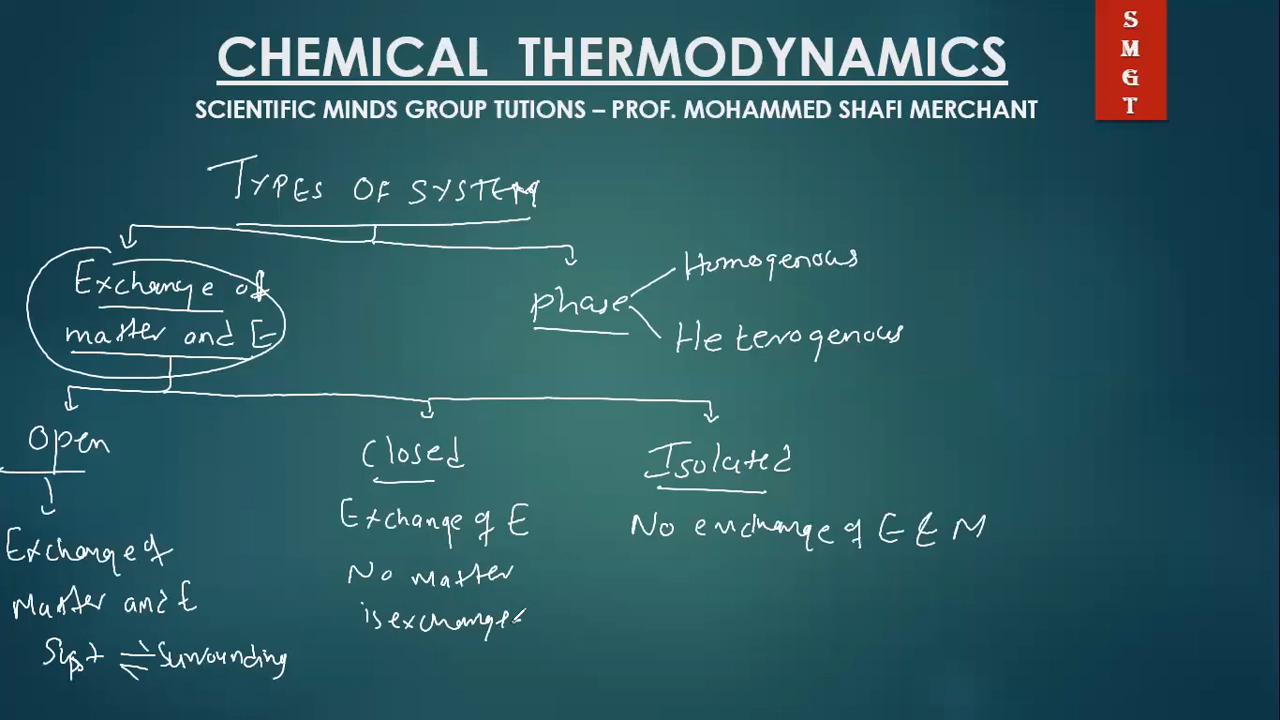 CHEMICAL THERMODYNAMICS
SCIENTIFIC MINDS GROUP TUTIONS – PROF. MOHAMMED SHAFI MERCHANT
S
M
G
T
TYPES OF SYSTEM
Exchange of
matter and E
phase
Homogenous
Heterogenous
Open
Exchange of
Matter and E
Syst ⇌ Surrounding
Closed
Exchange of E
No matter
is exchange
Isolated
No exchange of E & M